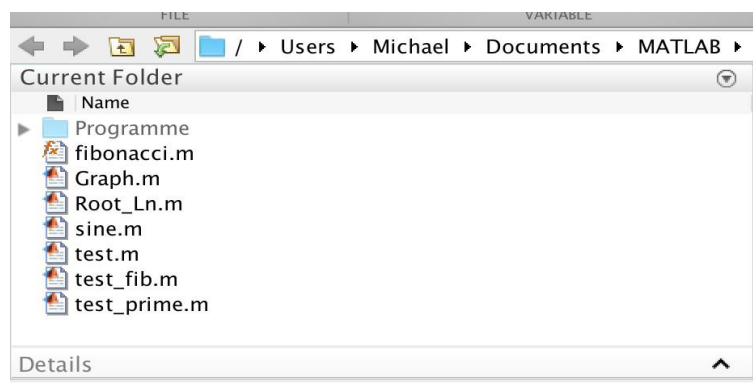 FILE VARIABLE
/ Users Michael Documents MATLAB
Current Folder
Name
Programme
fibonacci.m
Graph.m
Root_Ln.m
sine.m
test.m
test_fib.m
test_prime.m
Details